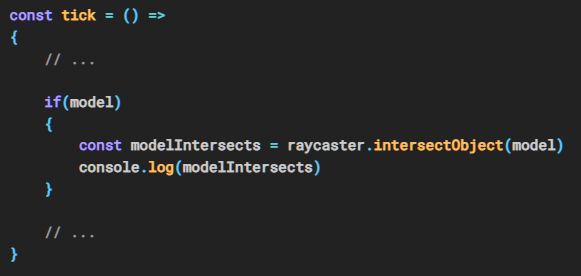 const tick = () =>
{
    // ...

    if(model)
    {
        const modelIntersects = raycaster.intersectObject(model)
        console.log(modelIntersects)
    }

    // ...
}